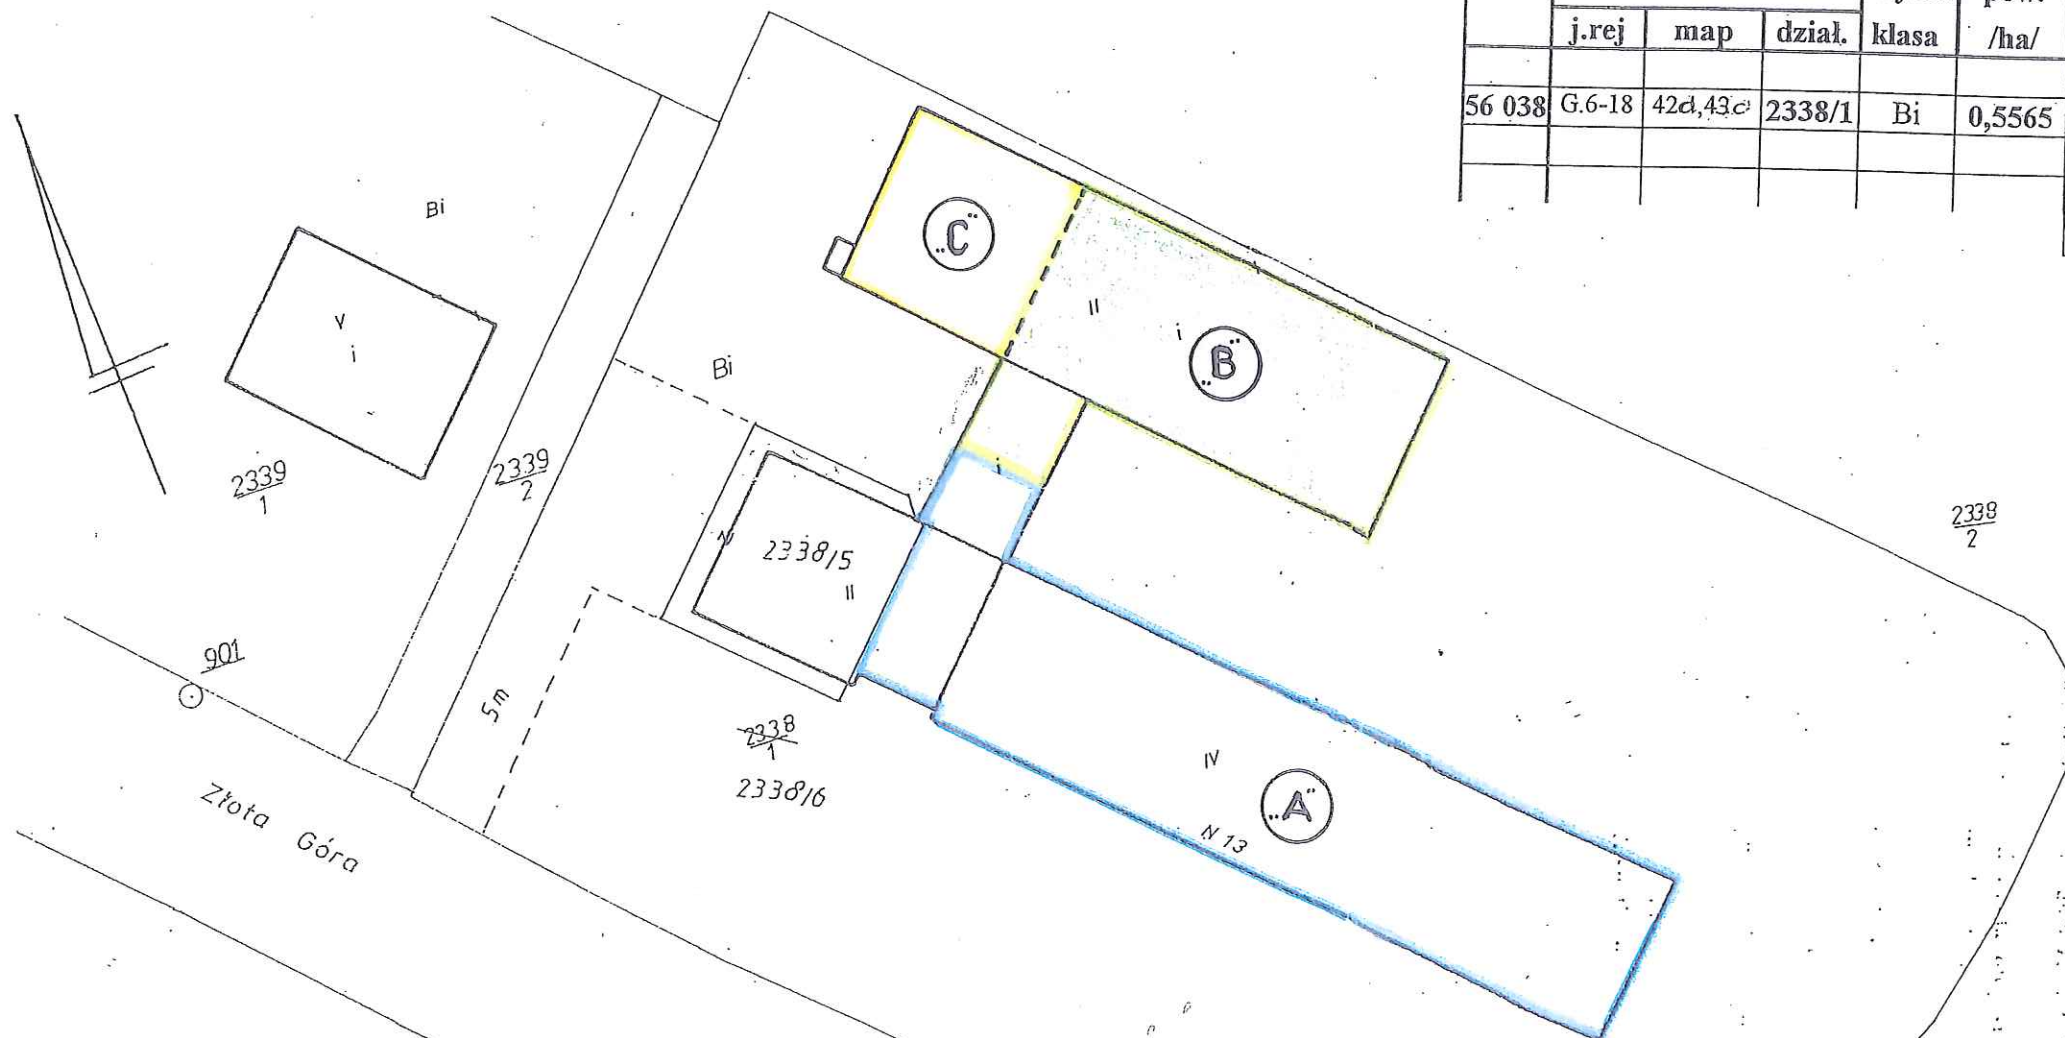 j.rej map dział. klasa /ha/
56 038 G.6-18 42d,43c 2338/1 Bi 0,5565
Bi
„C”
V
i
II
i
„B”
Bi
2339
1
2339
2
2338/5
II
2338
2
901
5m
2338
1
2338/6
IV
„A”
N 13
Złota Góra